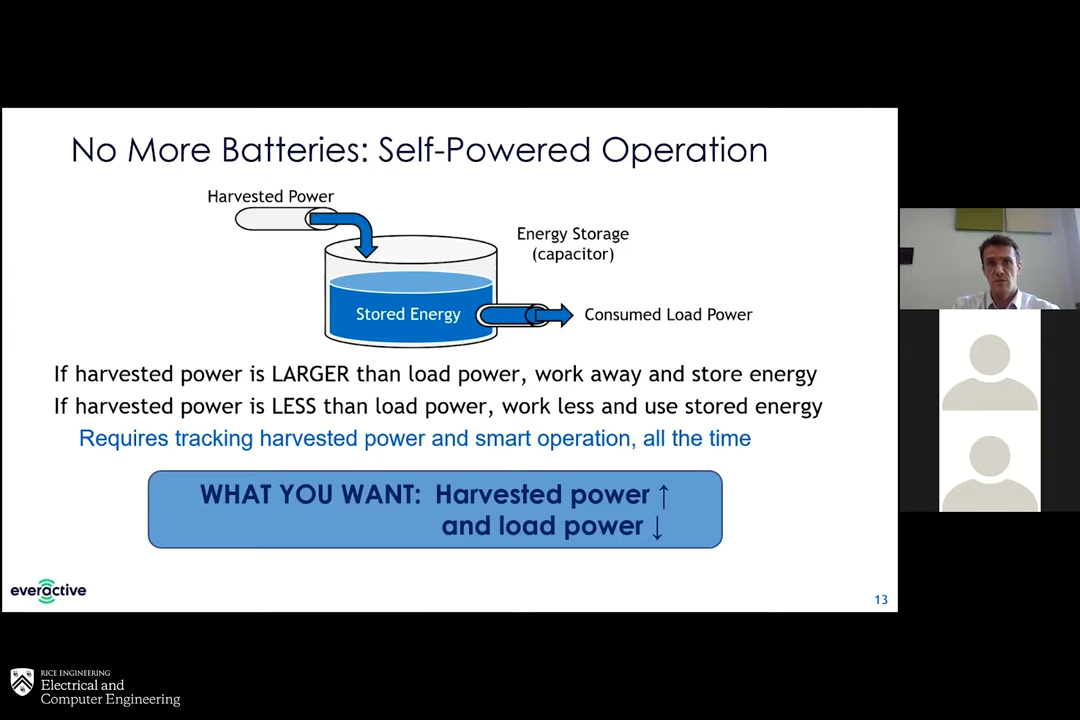 No More Batteries: Self-Powered Operation
Harvested Power
Energy Storage
(capacitor)
Stored Energy
Consumed Load Power
If harvested power is LARGER than load power, work away and store energy
If harvested power is LESS than load power, work less and use stored energy
Requires tracking harvested power and smart operation, all the time
WHAT YOU WANT: Harvested power ↑
and load power ↓
everactive
13
RICE ENGINEERING
Electrical and
Computer Engineering